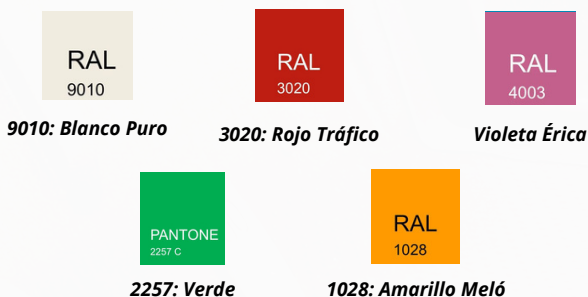 RAL
9010
RAL
3020
RAL
4003
9010: Blanco Puro
3020: Rojo Tráfico
Violeta Érica
PANTONE
2257 C
RAL
1028
2257: Verde
1028: Amarillo Meló